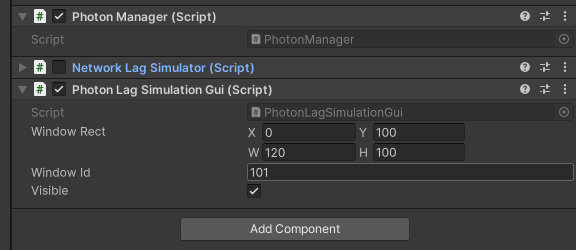 Photon Manager (Script)
Script PhotonManager
Network Lag Simulator (Script)
Photon Lag Simulation Gui (Script)
Script PhotonLagSimulationGui
Window Rect X 0 Y 100
W 120 H 100
Window Id 101
Visible
Add Component